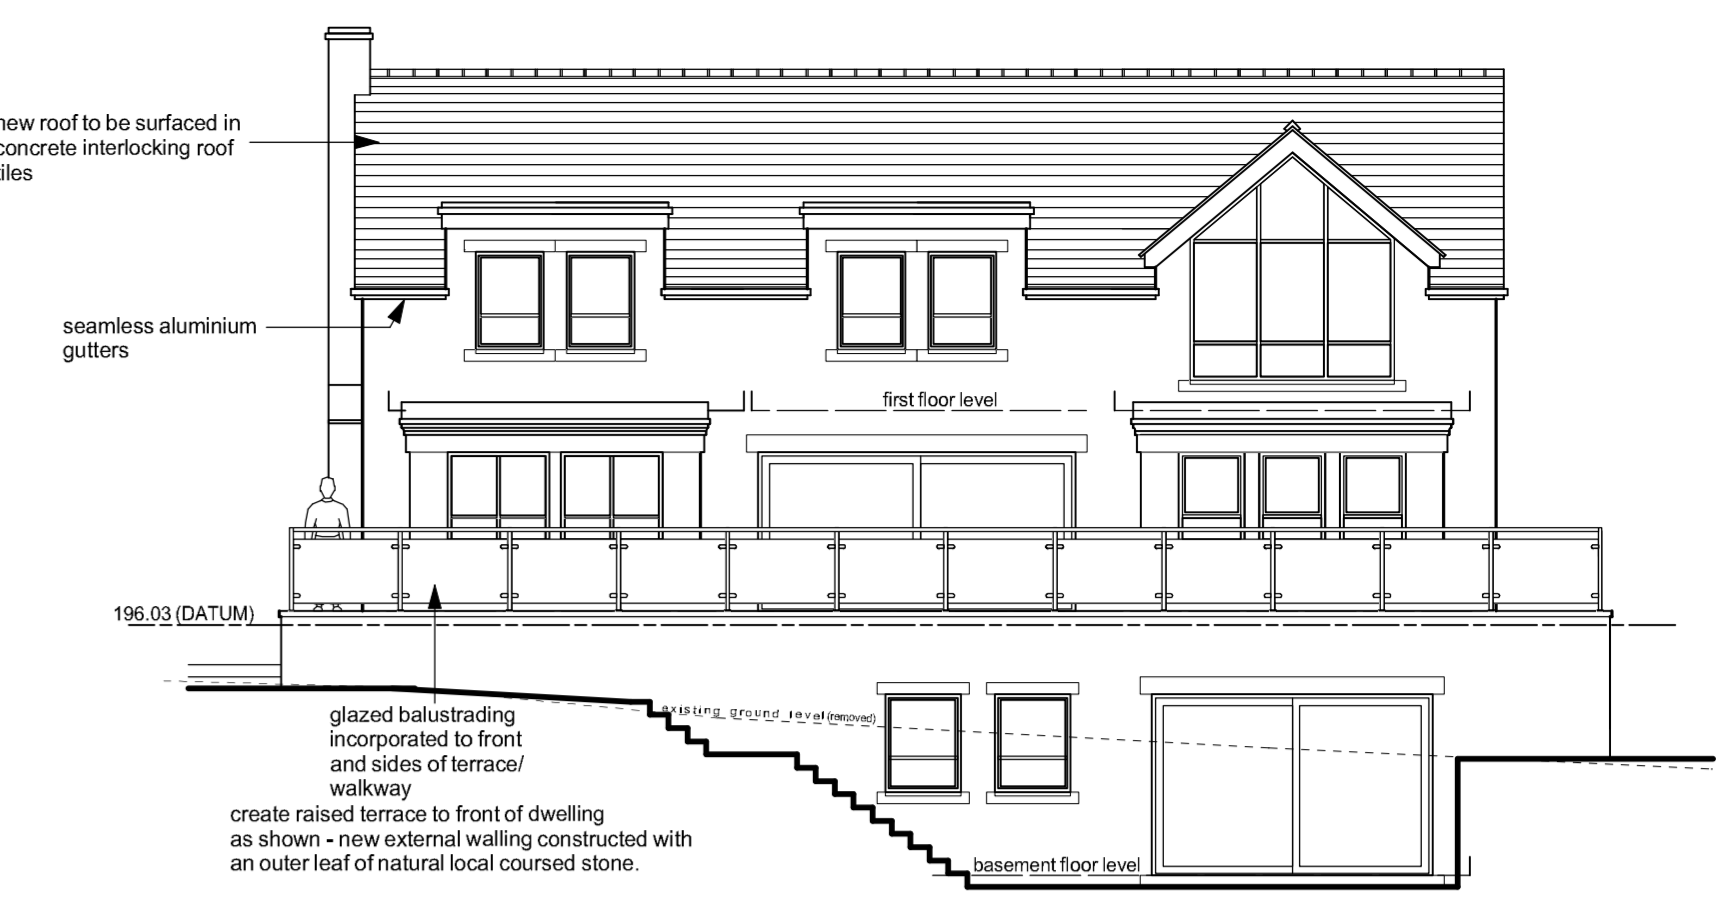 new roof to be surfaced in
concrete interlocking roof
tiles
seamless aluminium
gutters
first floor level
196.03 (DATUM)
existing ground level (removed)
glazed balustrading
incorporated to front
and sides of terrace/
walkway
create raised terrace to front of dwelling
as shown - new external walling constructed with
an outer leaf of natural local coursed stone.
basement floor level